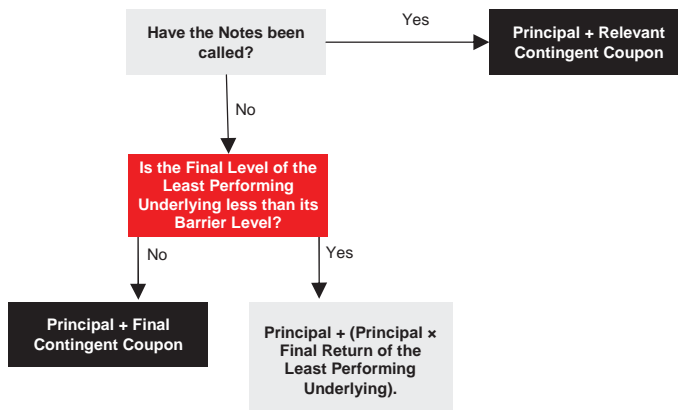 Have the Notes been
called?
Yes
Principal + Relevant
Contingent Coupon
No
Is the Final Level of the
Least Performing
Underlying less than its
Barrier Level?
No
Yes
Principal + Final
Contingent Coupon
Principal + (Principal ×
Final Return of the
Least Performing
Underlying).